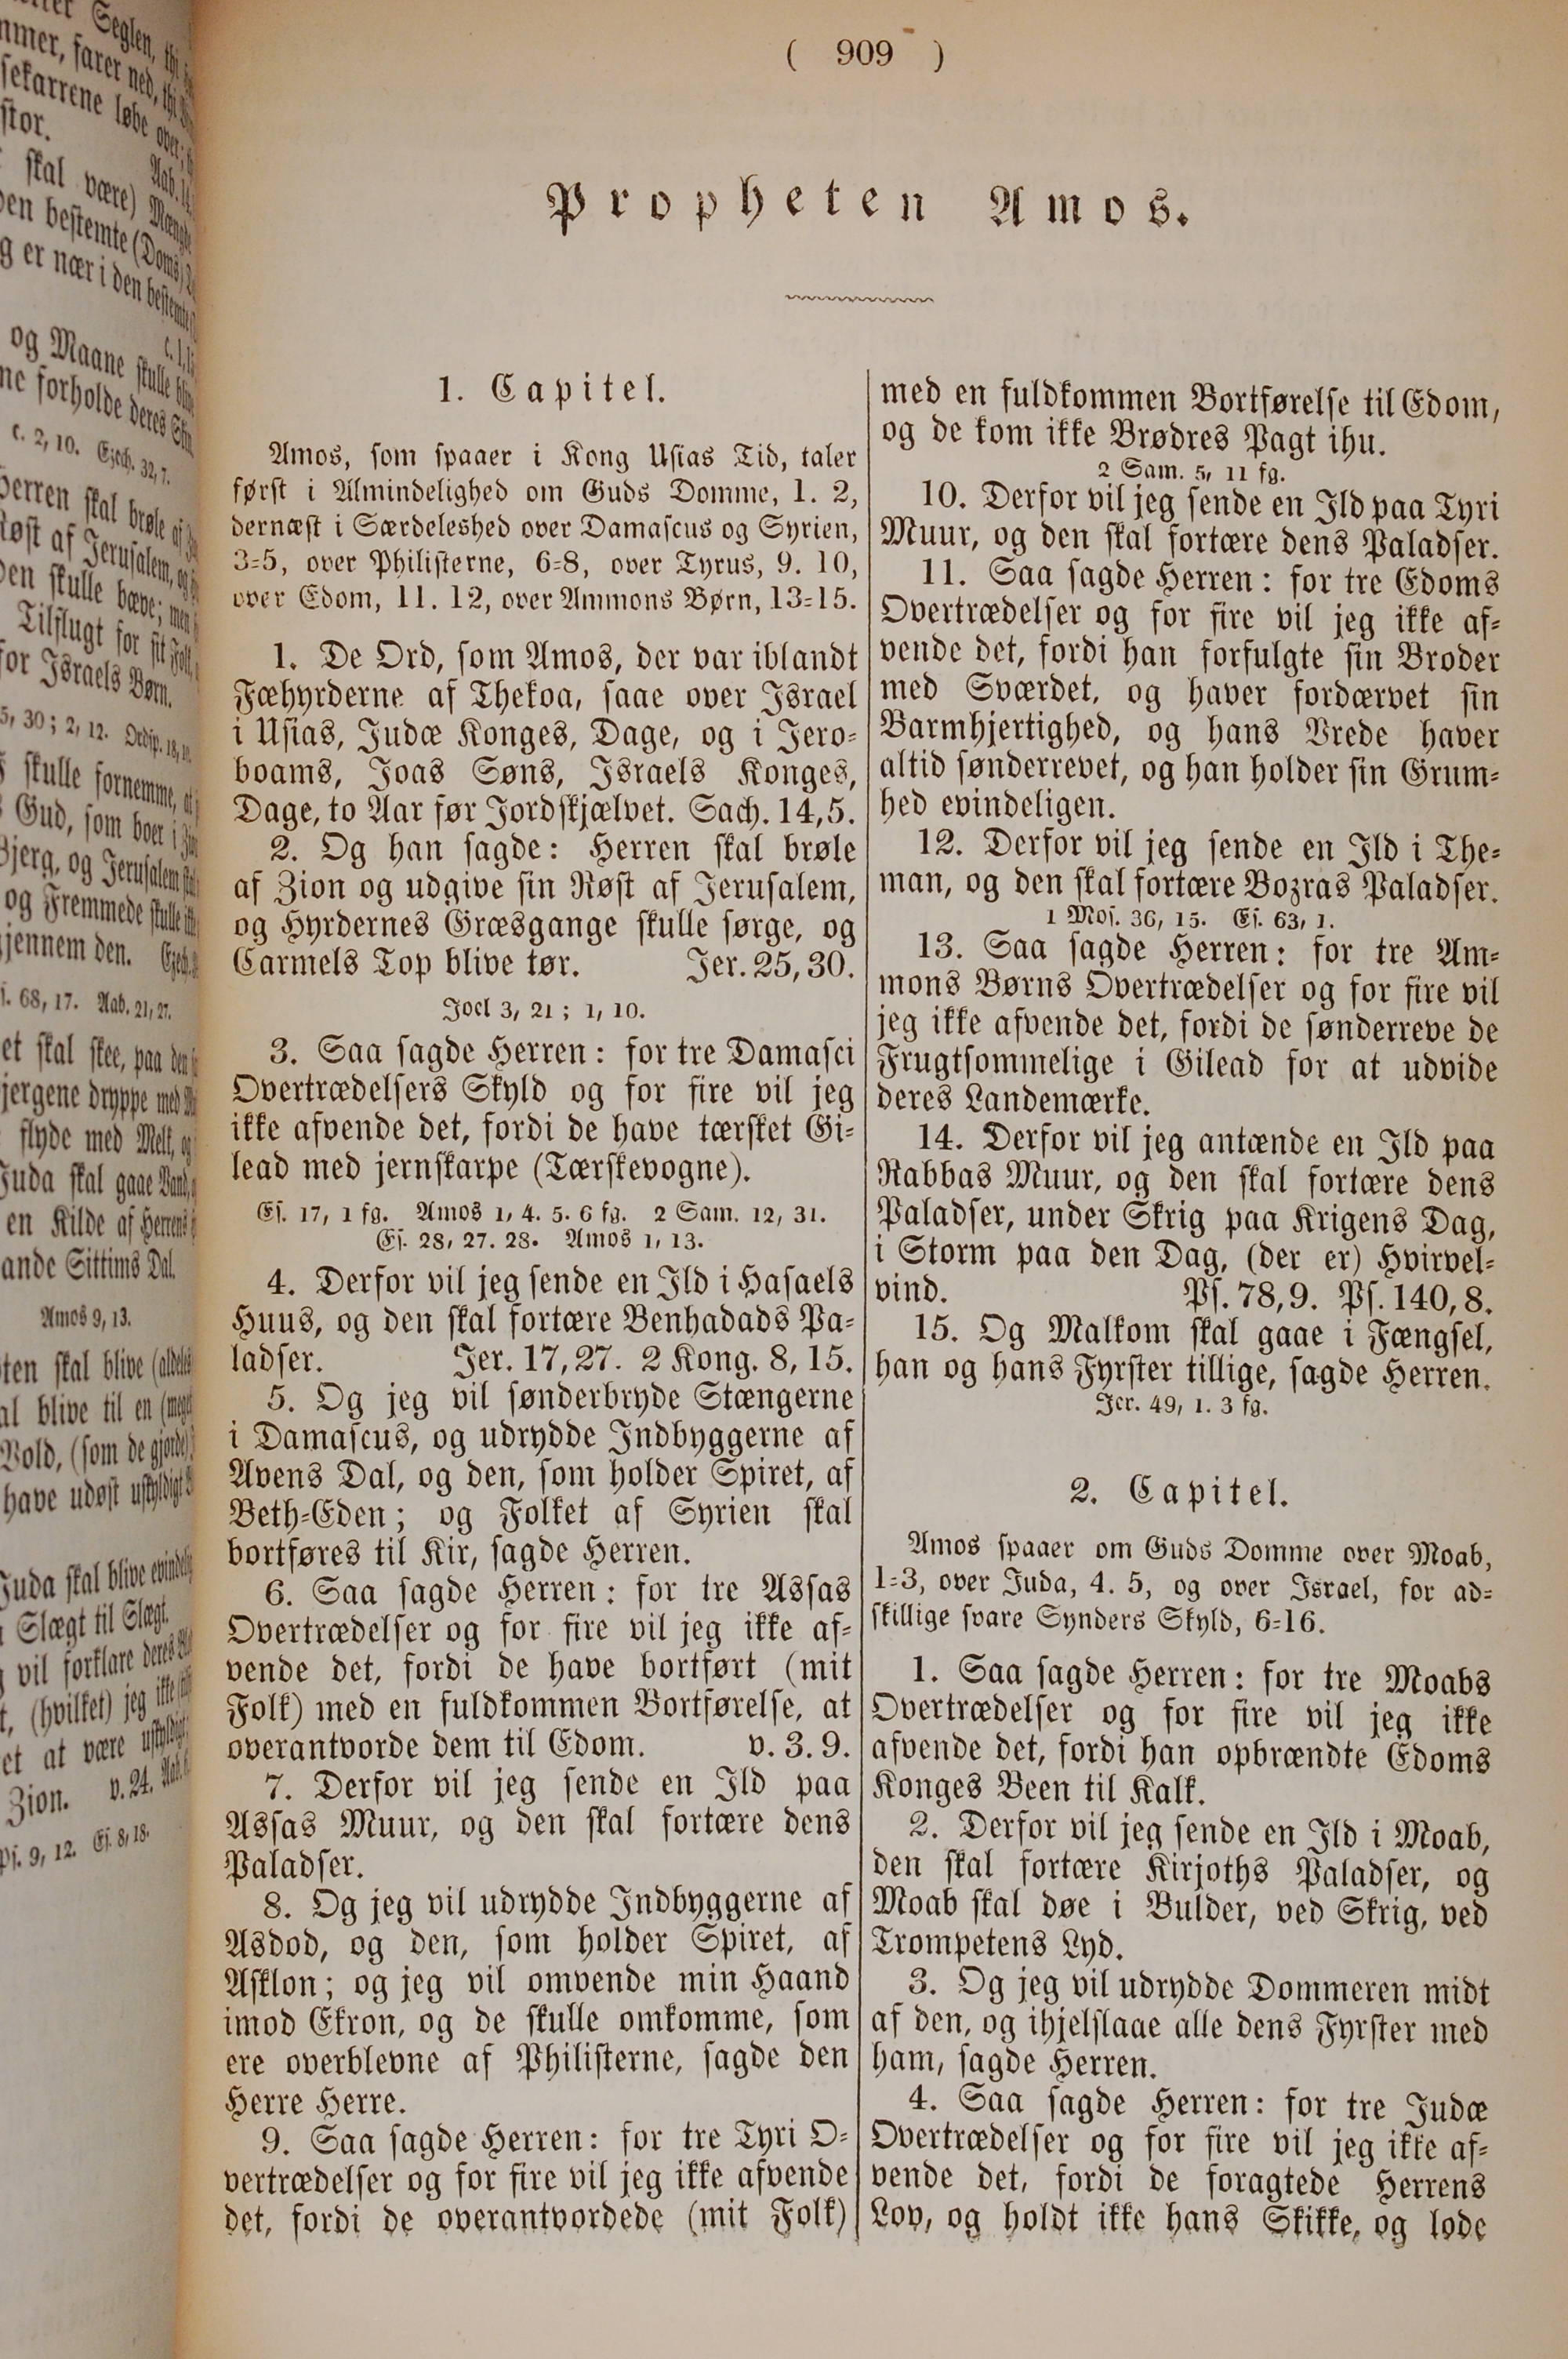 ( 909 )
Propheten Amos.
1. Capitel.
Amos, som spaaer i Kong Usias Tid, taler
først i Almindelighed om Guds Domme, 1. 2,
dernæst i Særdeleshed over Damascus og Syrien,
3-5, over Philisterne, 6-8, over Tyrus, 9. 10,
over Edom, 11. 12, over Ammons Børn, 13-15.
1. De Ord, som Amos, der var iblandt
Fæhyrderne af Thekoa, saae over Israel
i Usias, Judæ Konges, Dage, og i Jero-
boams, Joas Søns, Israels Konges,
Dage, to Aar før Jordskjælvet. Sach. 14,5.
2. Og han sagde: Herren skal brøle
af Zion og udgive sin Røst af Jerusalem,
og Hyrdernes Græsgange skulle sørge, og
Carmels Top blive tør. Jer. 25,30.
Joel 3, 21; 1, 10.
3. Saa sagde Herren: for tre Damasci
Overtrædelsers Skyld og for fire vil jeg
ikke afvende det, fordi de have tærsket Gi-
lead med jernskarpe (Tærskevogne).
Es. 17, 1 fg. Amos 1, 4. 5. 6 fg. 2 Sam. 12, 31.
Es. 28, 27. 28. Amos 1, 13.
4. Derfor vil jeg sende en Ild i Hasaels
Huus, og den skal fortære Benhadads Pa-
ladser. Jer. 17,27. 2 Kong. 8, 15.
5. Og jeg vil sønderbryde Stængerne
i Damascus, og udrydde Indbyggerne af
Avens Dal, og den, som holder Spiret, af
Beth-Eden; og Folket af Syrien skal
bortføres til Kir, sagde Herren.
6. Saa sagde Herren: for tre Assas
Overtrædelser og for fire vil jeg ikke af-
vende det, fordi de have bortført (mit
Folk) med en fuldkommen Bortførelse, at
overantvorde dem til Edom. v. 3. 9.
7. Derfor vil jeg sende en Ild paa
Assas Muur, og den skal fortære dens
Paladser.
8. Og jeg vil udrydde Indbyggerne af
Asdod, og den, som holder Spiret, af
Asklon; og jeg vil omvende min Haand
imod Ekron, og de skulle omkomme, som
ere overblevne af Philisterne, sagde den
Herre Herre.
9. Saa sagde Herren: for tre Tyri O-
vertrædelser og for fire vil jeg ikke afvende
det, fordi de overantvordede (mit Folk)
med en fuldkommen Bortførelse til Edom,
og de kom ikke Brødres Pagt ihu.
2 Sam. 5, 11 fg.
10. Derfor vil jeg sende en Ild paa Tyri
Muur, og den skal fortære dens Paladser.
11. Saa sagde Herren: for tre Edoms
Overtrædelser og for fire vil jeg ikke af-
vende det, fordi han forfulgte sin Broder
med Sværdet, og haver fordærvet sin
Barmhjertighed, og hans Vrede haver
altid sønderrevet, og han holder sin Grum-
hed evindeligen.
12. Derfor vil jeg sende en Ild i The-
man, og den skal fortære Bozras Paladser.
1 Mos. 36, 15. Es. 63, 1.
13. Saa sagde Herren: for tre Am-
mons Børns Overtrædelser og for fire vil
jeg ikke afvende det, fordi de sønderreve de
Frugtsommelige i Gilead for at udvide
deres Landemærke.
14. Derfor vil jeg antænde en Ild paa
Rabbas Muur, og den skal fortære dens
Paladser, under Skrig paa Krigens Dag,
i Storm paa den Dag, (der er) Hvirvel-
vind. Ps. 78,9. Ps. 140,8.
15. Og Malkom skal gaae i Fængsel,
han og hans Fyrster tillige, sagde Herren.
Jer. 49, 1. 3 fg.
2. Capitel.
Amos spaaer om Guds Domme over Moab,
1-3, over Juda, 4. 5, og over Israel, for ad-
skillige svare Synders Skyld, 6-16.
1. Saa sagde Herren: for tre Moabs
Overtrædelser og for fire vil jeg ikke
afvende det, fordi han opbrændte Edoms
Konges Been til Kalk.
2. Derfor vil jeg sende en Ild i Moab,
den skal fortære Kirjoths Paladser, og
Moab skal døe i Bulder, ved Skrig, ved
Trompetens Lyd.
3. Og jeg vil udrydde Dommeren midt
af den, og ihjelslaae alle dens Fyrster med
ham, sagde Herren.
4. Saa sagde Herren: for tre Judæ
Overtrædelser og for fire vil jeg ikke af-
vende det, fordi de foragtede Herrens
Lov, og holdt ikke hans Skikke, og lode